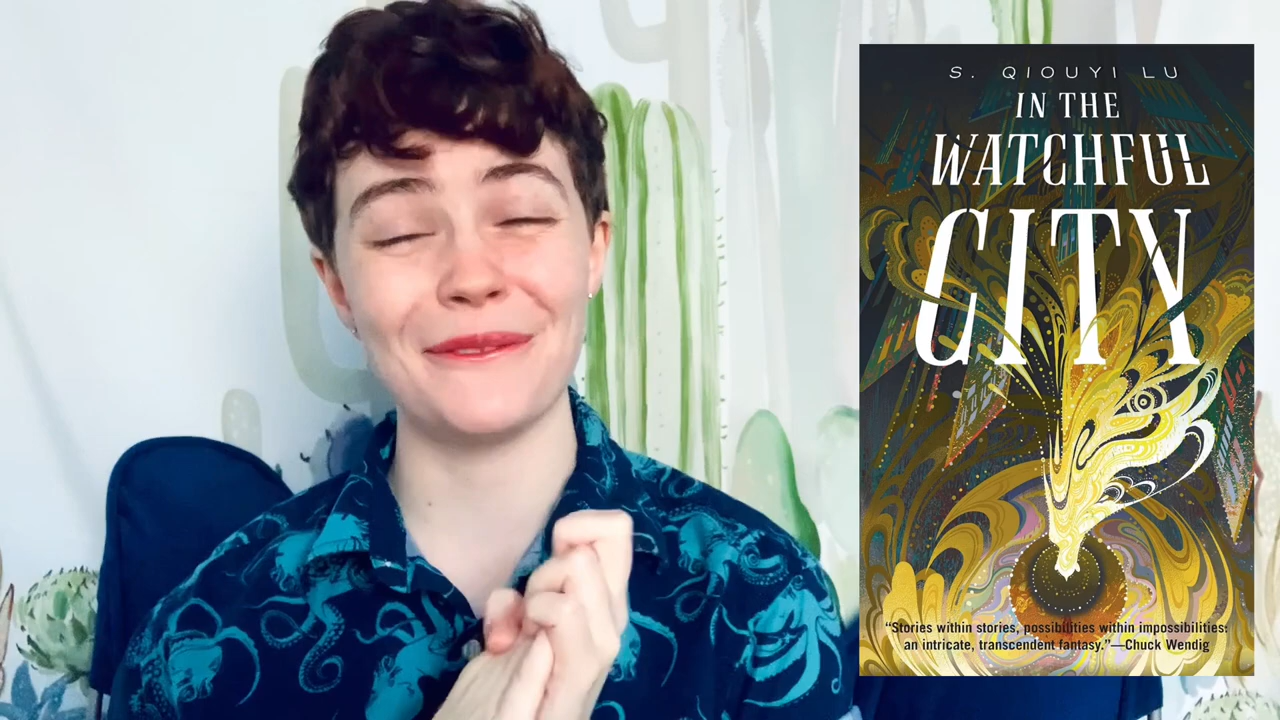 S. QIOUYI LU
IN THE
WATCHFUL
CITY
“Stories within stories, possibilities within impossibilities:
an intricate, transcendent fantasy.”—Chuck Wendig